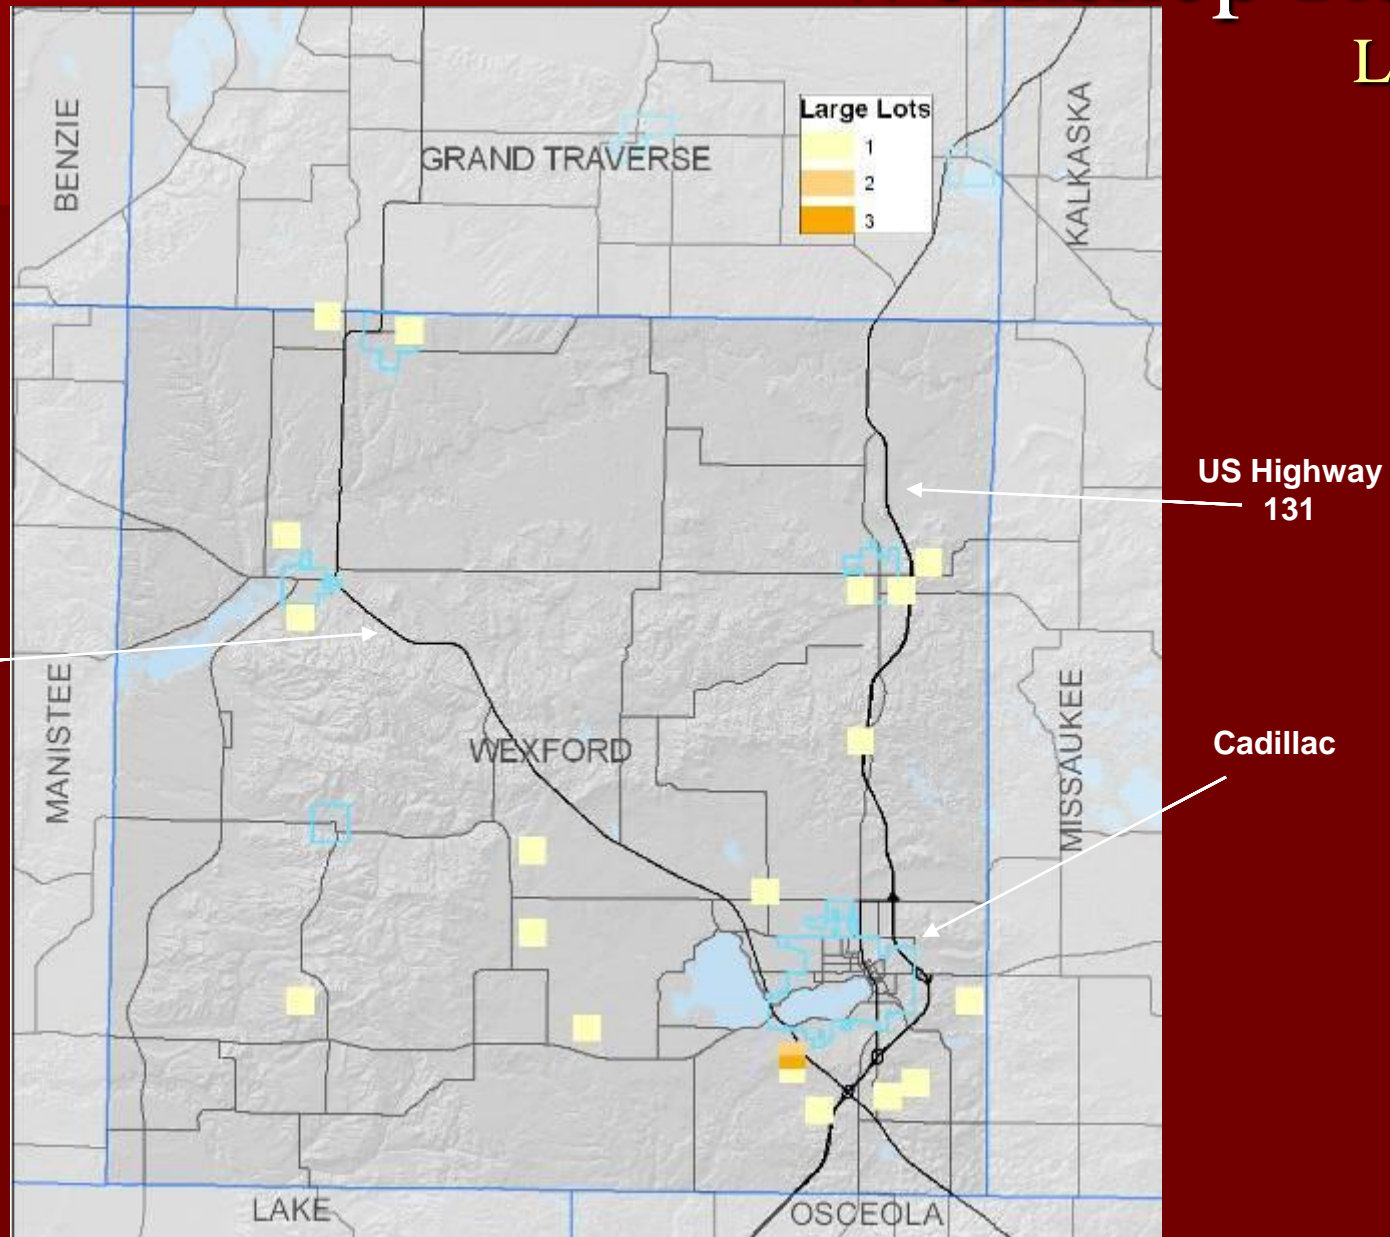 L
Large Lots
1
2
3
BENZIE
GRAND TRAVERSE
KALKASKA
US Highway
131
MANISTEE
WEXFORD
MISSAUKEE
Cadillac
LAKE
OSCEOLA